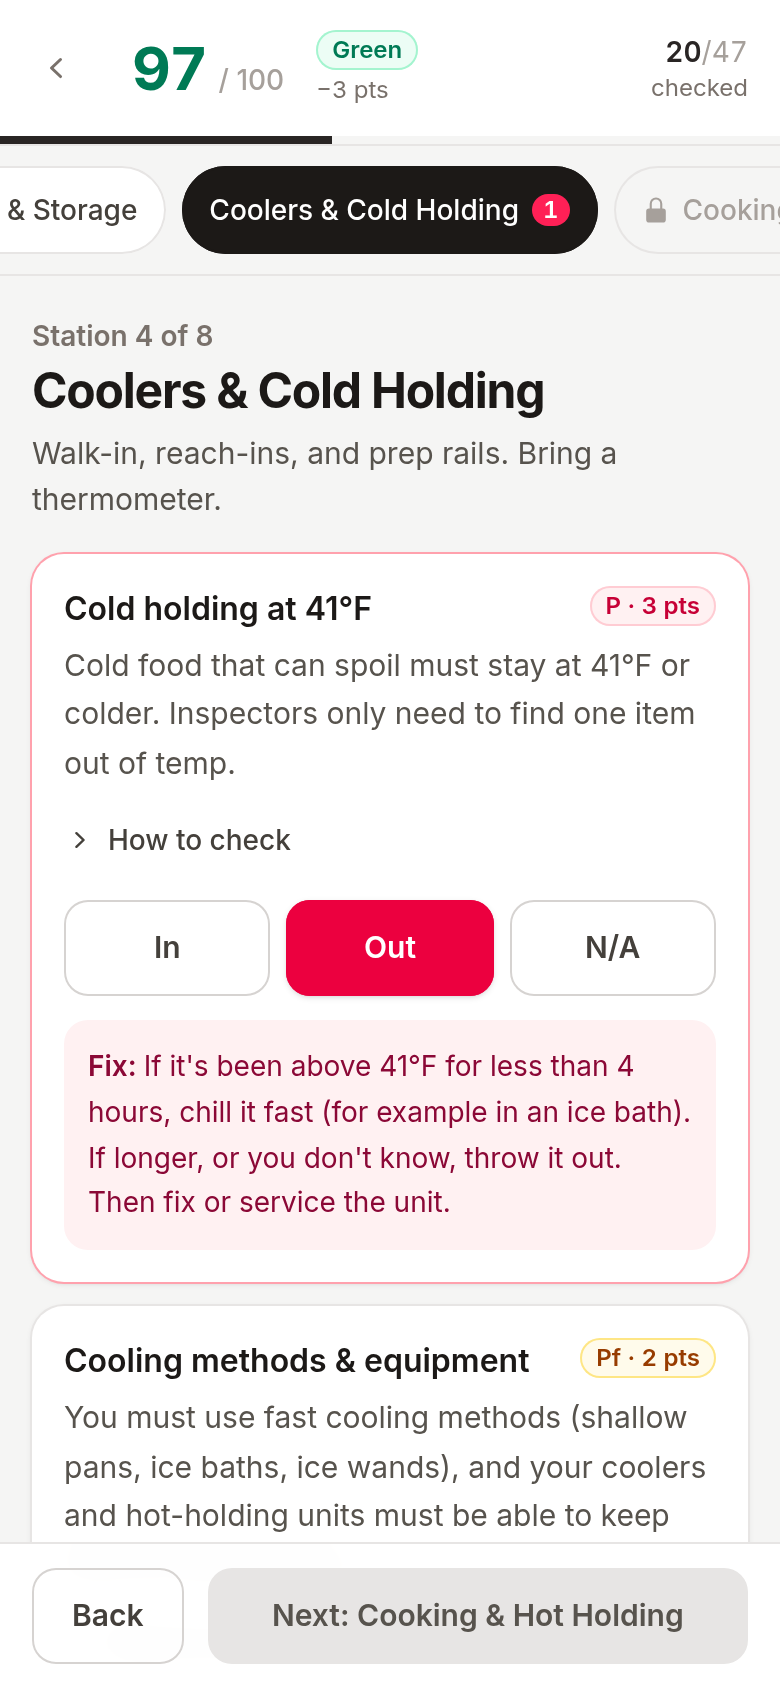 97 / 100
Green
−3 pts
20/47
checked
& Storage
Coolers & Cold Holding 1
Cooking
Station 4 of 8
Coolers & Cold Holding
Walk-in, reach-ins, and prep rails. Bring a
thermometer.
Cold holding at 41°F
P · 3 pts
Cold food that can spoil must stay at 41°F or
colder. Inspectors only need to find one item
out of temp.
How to check
In
Out
N/A
Fix: If it's been above 41°F for less than 4
hours, chill it fast (for example in an ice bath).
If longer, or you don't know, throw it out.
Then fix or service the unit.
Cooling methods & equipment
Pf · 2 pts
You must use fast cooling methods (shallow
pans, ice baths, ice wands), and your coolers
and hot-holding units must be able to keep
Back
Next: Cooking & Hot Holding